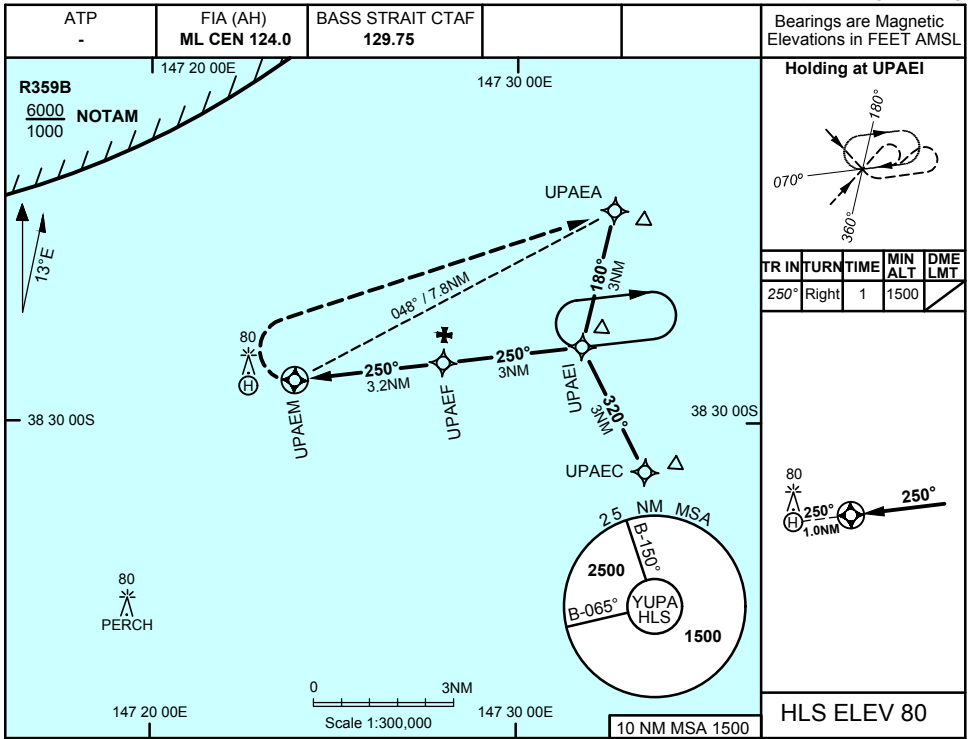 ATP
-
FIA (AH)
ML CEN 124.0
BASS STRAIT CTAF
129.75
Bearings are Magnetic
Elevations in FEET AMSL
147 20 00E
147 30 00E
R359B
6000
1000
NOTAM
13°E
UPAEA
180°
3NM
048° / 7.8NM
80
H
250°
3.2NM
250°
3NM
UPAEM
UPAEF
UPAEI
320°
3NM
38 30 00S
38 30 00S
UPAEC
25 NM MSA
B-150°
2500
B-065°
YUPA
HLS
1500
80
PERCH
0 3NM
Scale 1:300,000
147 20 00E
147 30 00E
10 NM MSA 1500
Holding at UPAEI
180°
070°
360°
TR IN TURN TIME MIN ALT DME LMT
250° Right 1 1500
80
H
250°
1.0NM
250°
HLS ELEV 80